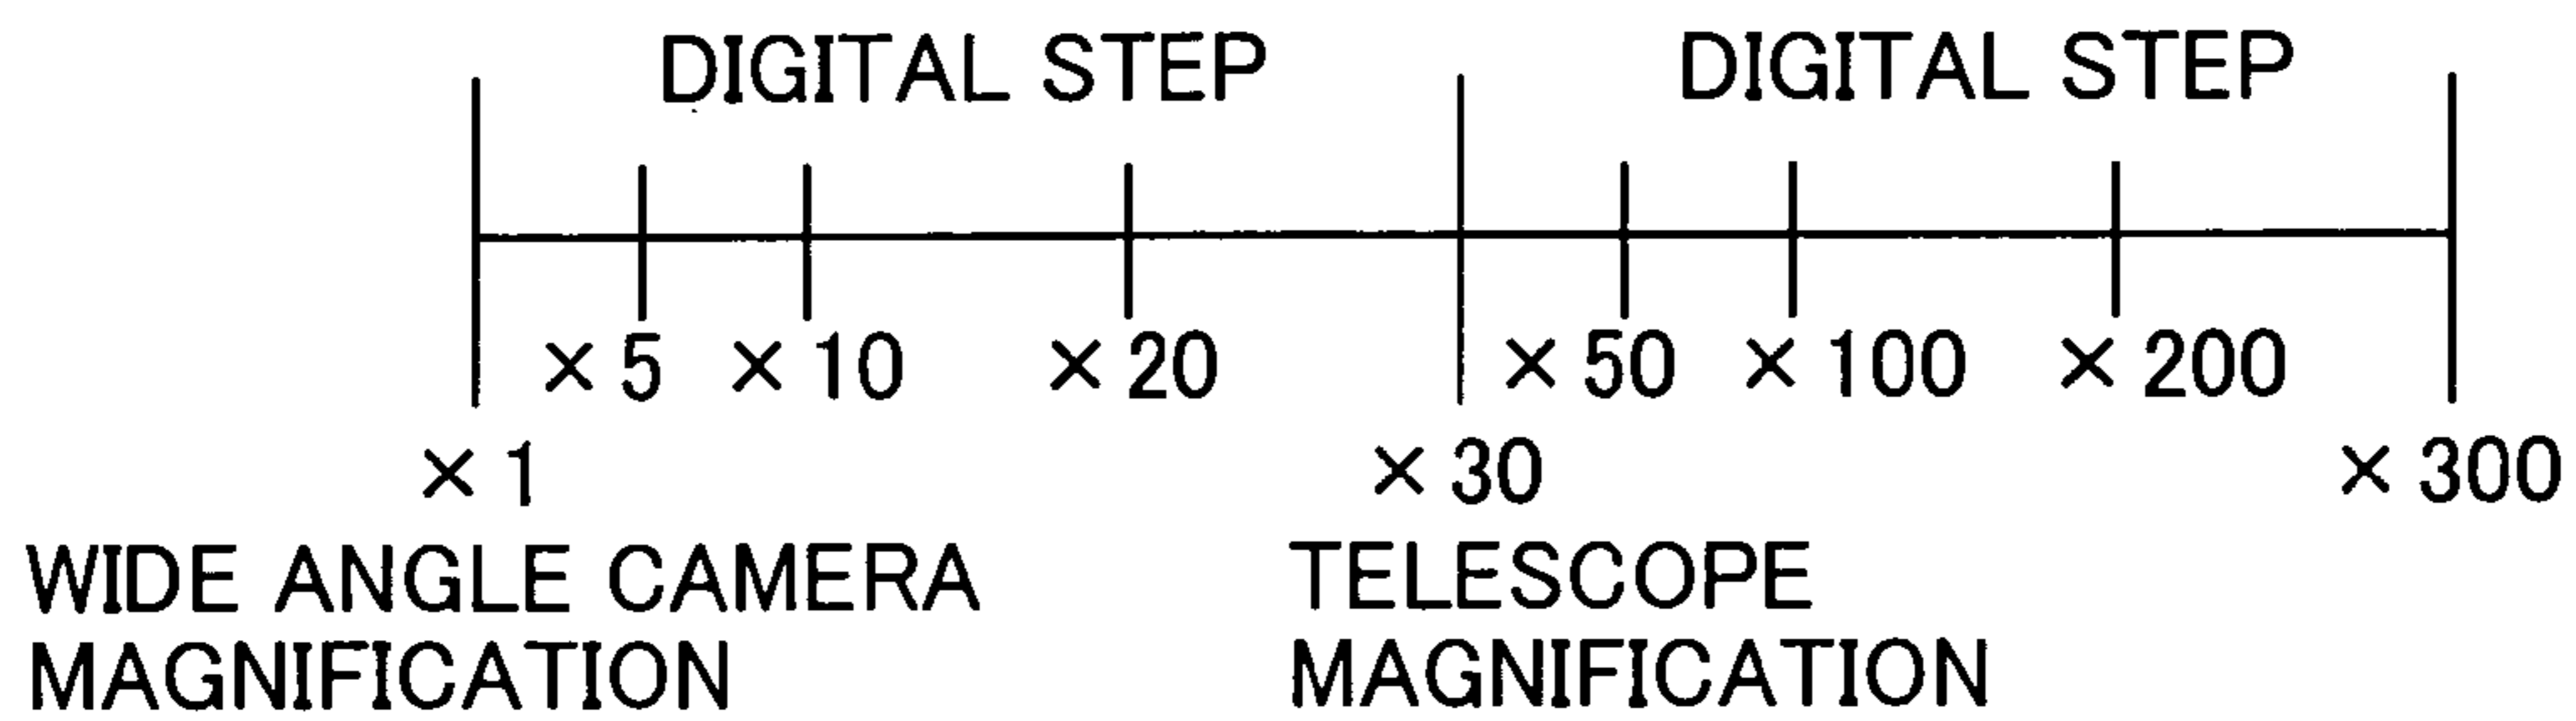 DIGITAL STEP DIGITAL STEP
× 5 × 10 × 20 × 50 × 100 × 200
× 1 × 30 × 300
WIDE ANGLE CAMERA TELESCOPE
MAGNIFICATION MAGNIFICATION